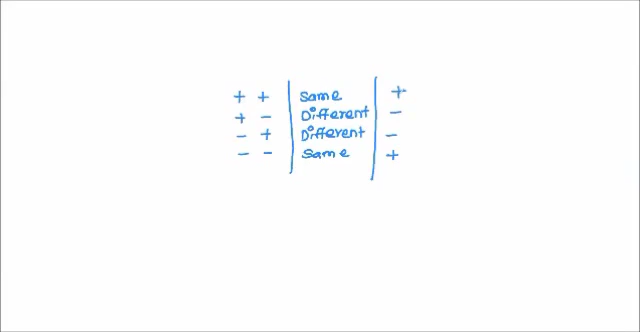 + + | Same | +
+ - | Different | -
- + | Different | -
- - | Same | +